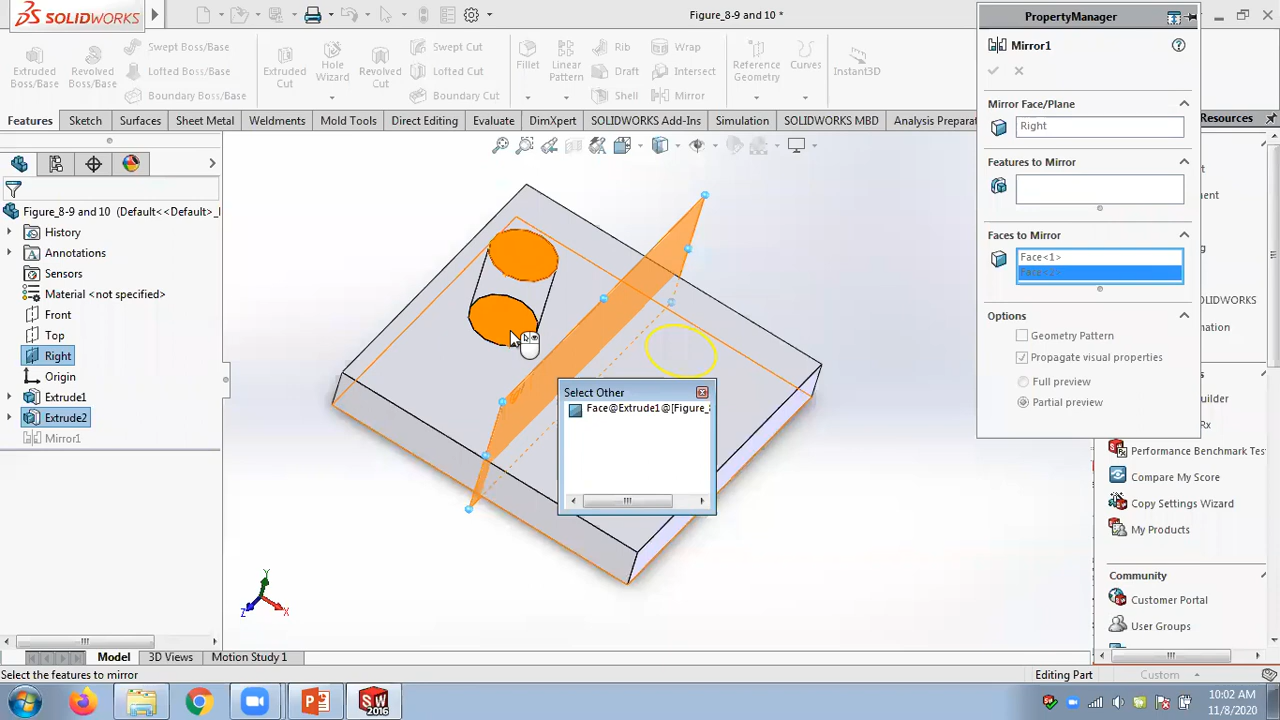 SOLIDWORKS
Figure_8-9 and 10 *
PropertyManager
Extruded
Boss/Base
Revolved
Boss/Base
Swept Boss/Base
Lofted Boss/Base
Boundary Boss/Base
Extruded
Cut
Hole
Wizard
Revolved
Cut
Swept Cut
Lofted Cut
Boundary Cut
Fillet
Linear
Pattern
Rib
Draft
Shell
Wrap
Intersect
Mirror
Reference
Geometry
Curves
Instant3D
Features
Sketch
Surfaces
Sheet Metal
Weldments
Mold Tools
Direct Editing
Evaluate
DimXpert
SOLIDWORKS Add-Ins
Simulation
SOLIDWORKS MBD
Analysis Prepara
Figure_8-9 and 10 (Default<<Default>_
History
Annotations
Sensors
Material <not specified>
Front
Top
Right
Origin
Extrude1
Extrude2
Mirror1
Select Other
Face@Extrude1@[Figure_8
Mirror1
Mirror Face/Plane
Right
Features to Mirror
Faces to Mirror
Face<1>
Face<2>
Options
Geometry Pattern
Propagate visual properties
Full preview
Partial preview
Resources
Performance Benchmark Test
Compare My Score
Copy Settings Wizard
My Products
Community
Customer Portal
User Groups
Y
X
Z
Model
3D Views
Motion Study 1
Select the features to mirror
Editing Part
Custom
SW
2016
10:02 AM
11/8/2020